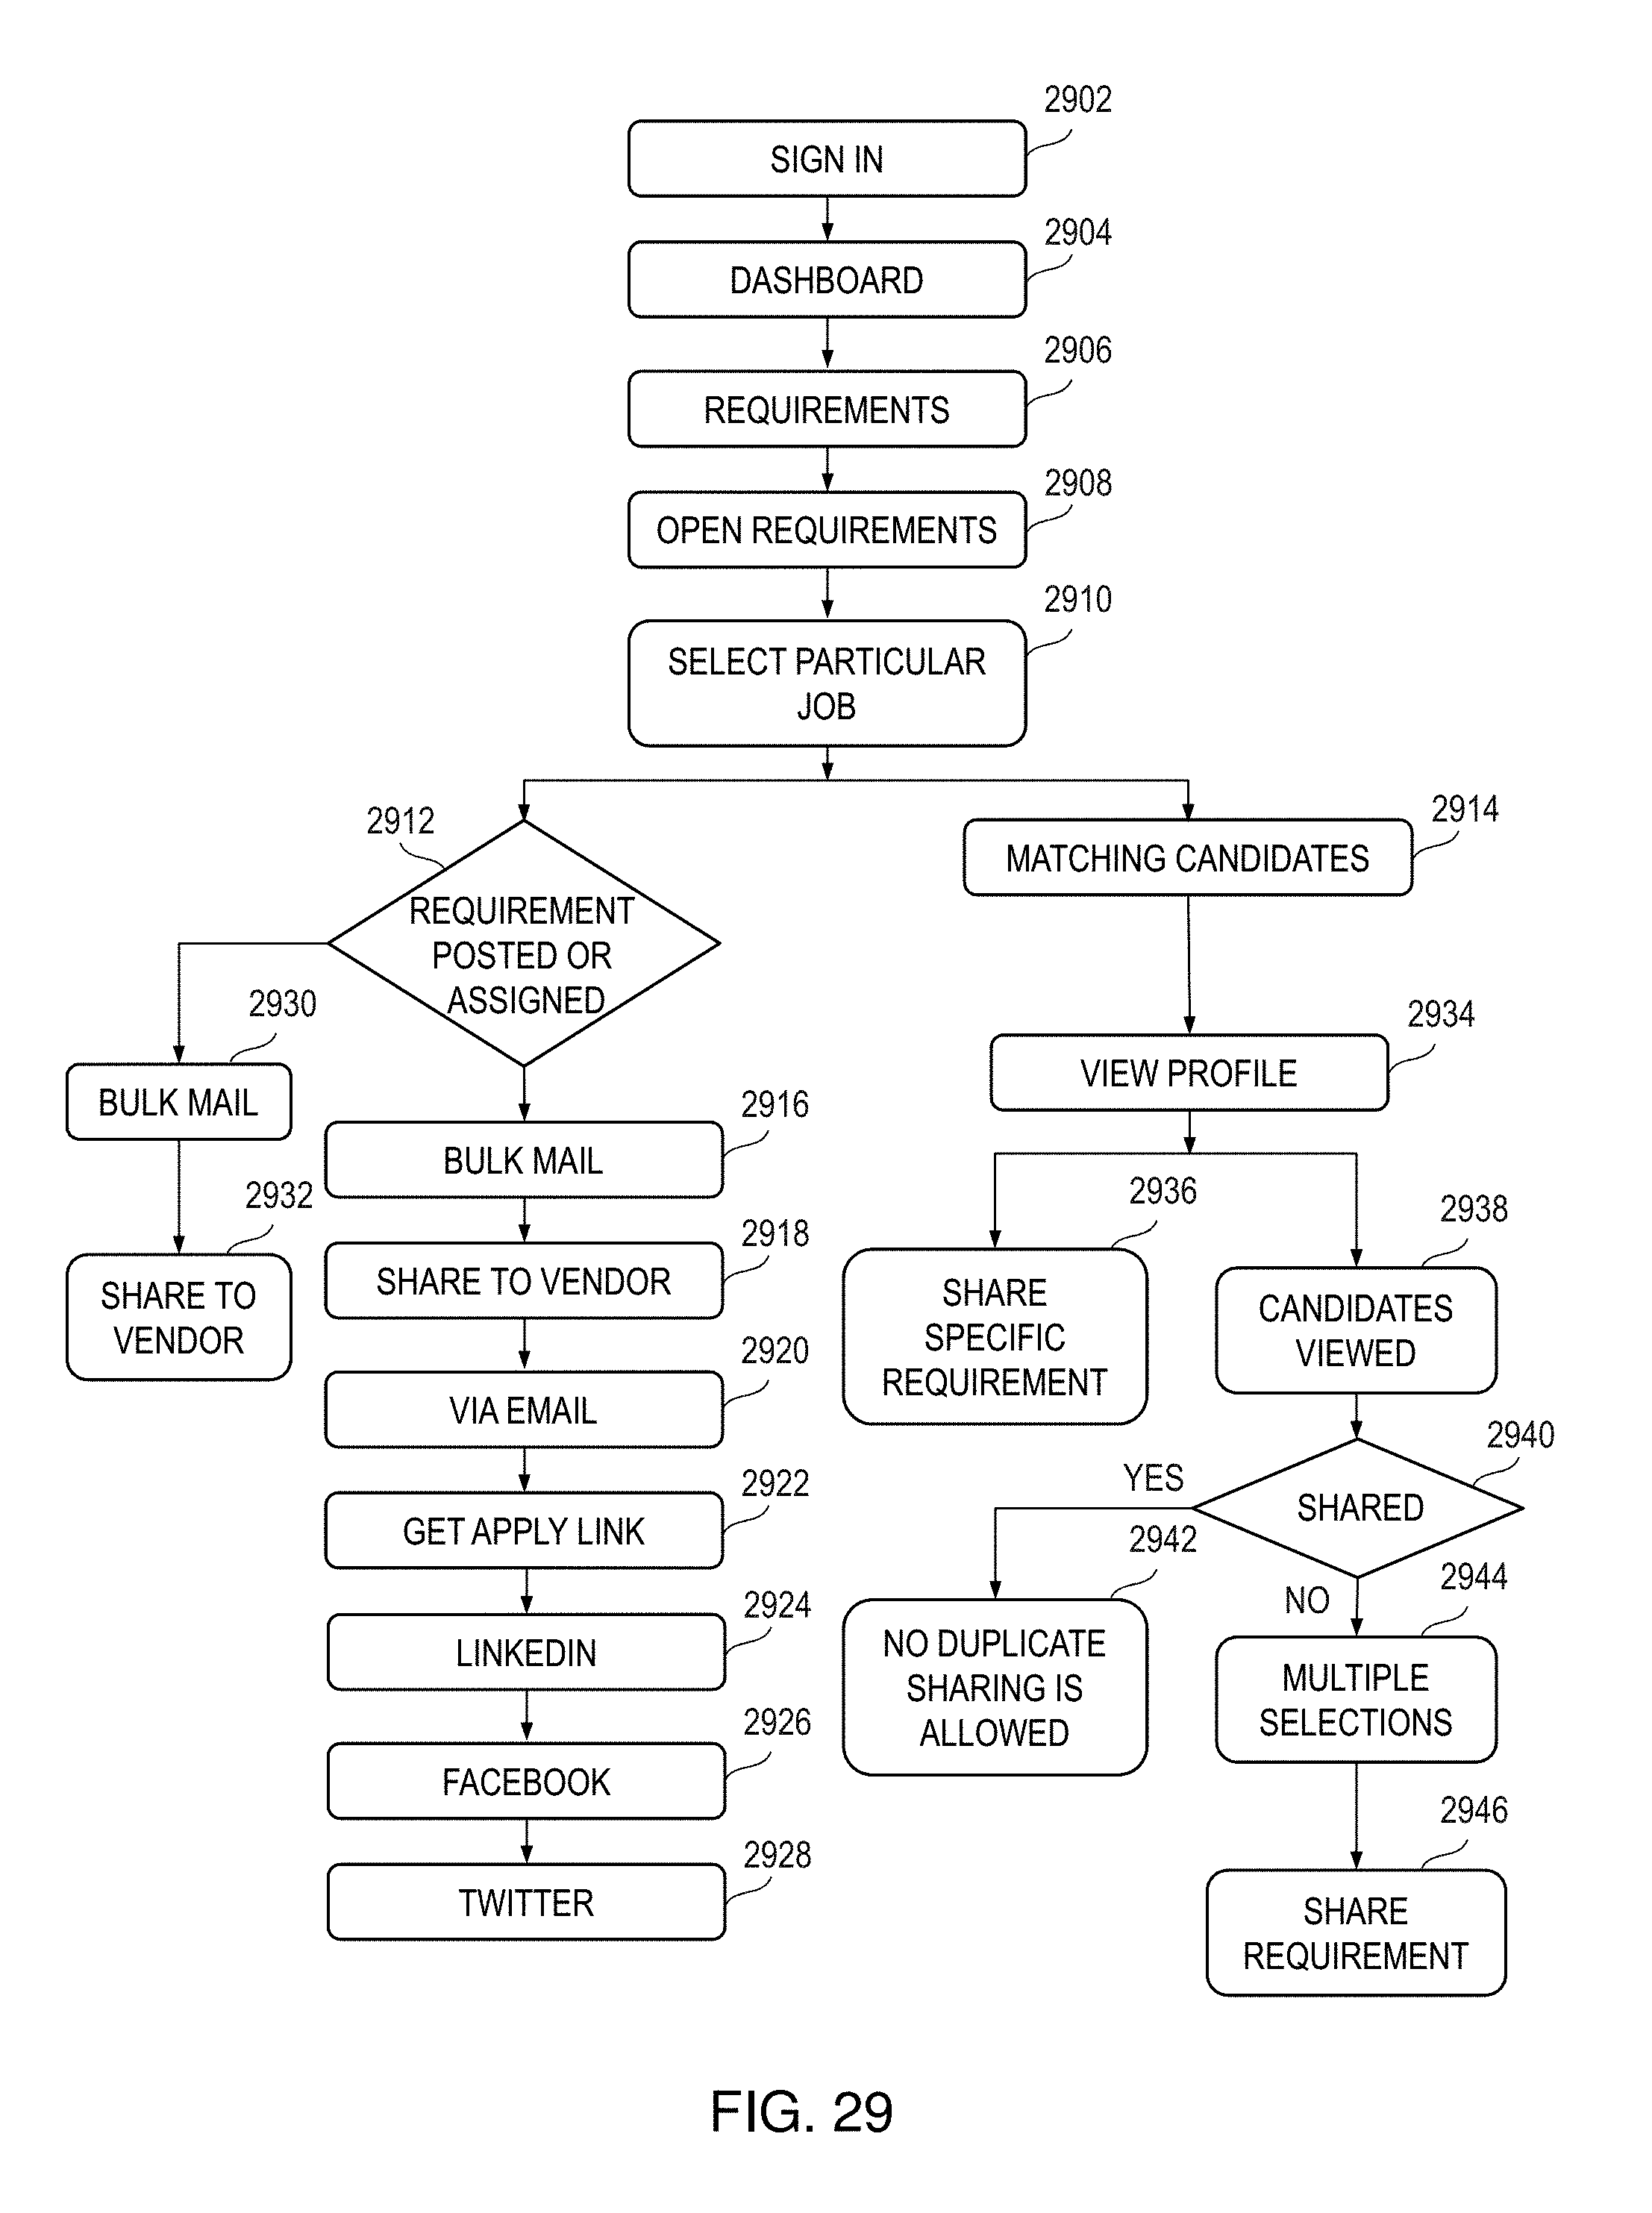 2902
SIGN IN
2904
DASHBOARD
2906
REQUIREMENTS
2908
OPEN REQUIREMENTS
2910
SELECT PARTICULAR
JOB
2912
REQUIREMENT
POSTED OR
ASSIGNED
2914
MATCHING CANDIDATES
2930
BULK MAIL
2932
SHARE TO
VENDOR
2916
BULK MAIL
2918
SHARE TO VENDOR
2920
VIA EMAIL
2922
GET APPLY LINK
2924
LINKEDIN
2926
FACEBOOK
2928
TWITTER
2934
VIEW PROFILE
2936
SHARE
SPECIFIC
REQUIREMENT
2938
CANDIDATES
VIEWED
2940
SHARED
YES
2942
NO DUPLICATE
SHARING IS
ALLOWED
NO
2944
MULTIPLE
SELECTIONS
2946
SHARE
REQUIREMENT
FIG. 29